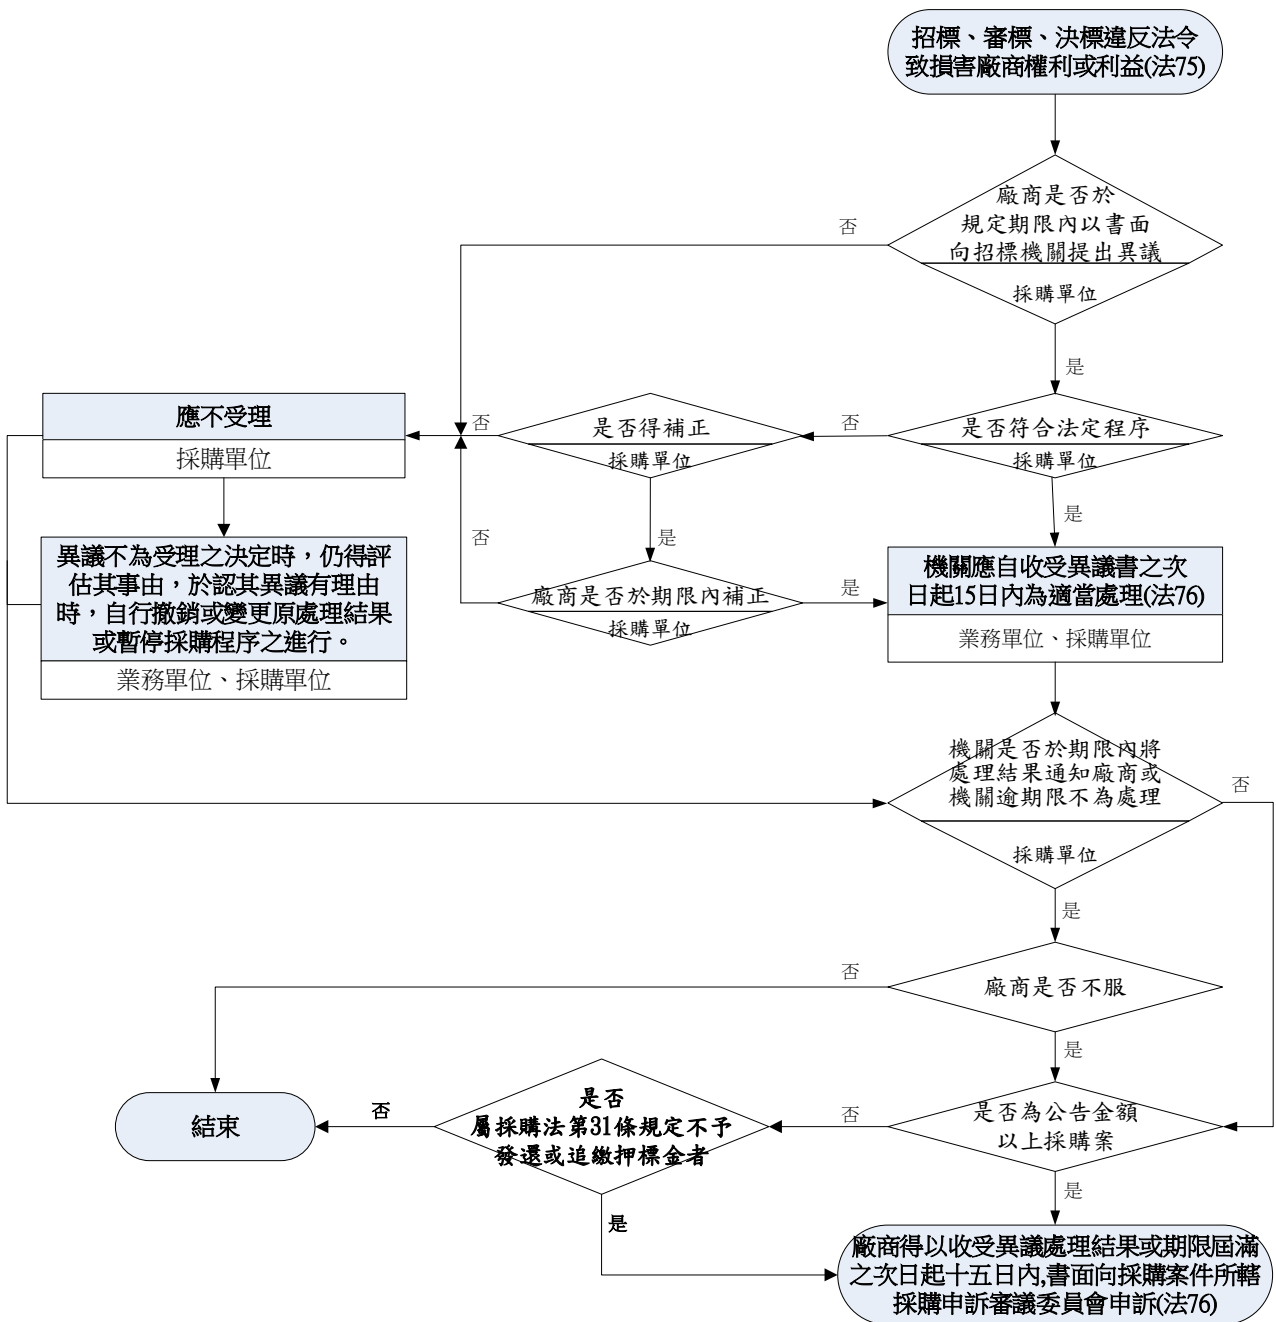 招標、審標、決標違反法令
致損害廠商權利或利益(法75)
廠商是否於
規定期限內以書面
向招標機關提出異議
採購單位
否
是
應不受理
採購單位
否
是否得補正
採購單位
否
是否符合法定程序
採購單位
是
是
異議不為受理之決定時，仍得評
估其事由，於認其異議有理由
時，自行撤銷或變更原處理結果
或暫停採購程序之進行。
業務單位、採購單位
否
廠商是否於期限內補正
採購單位
是
機關應自收受異議書之次
日起15日內為適當處理(法76)
業務單位、採購單位
機關是否於期限內將
處理結果通知廠商或
機關逾期限不為處理
採購單位
否
是
廠商是否不服
否
是
結束
否
是否
屬採購法第31條規定不予
發還或追繳押標金者
否
是否為公告金額
以上採購案
是
是
廠商得以收受異議處理結果或期限屆滿
之次日起十五日內,書面向採購案件所轄
採購申訴審議委員會申訴(法76)